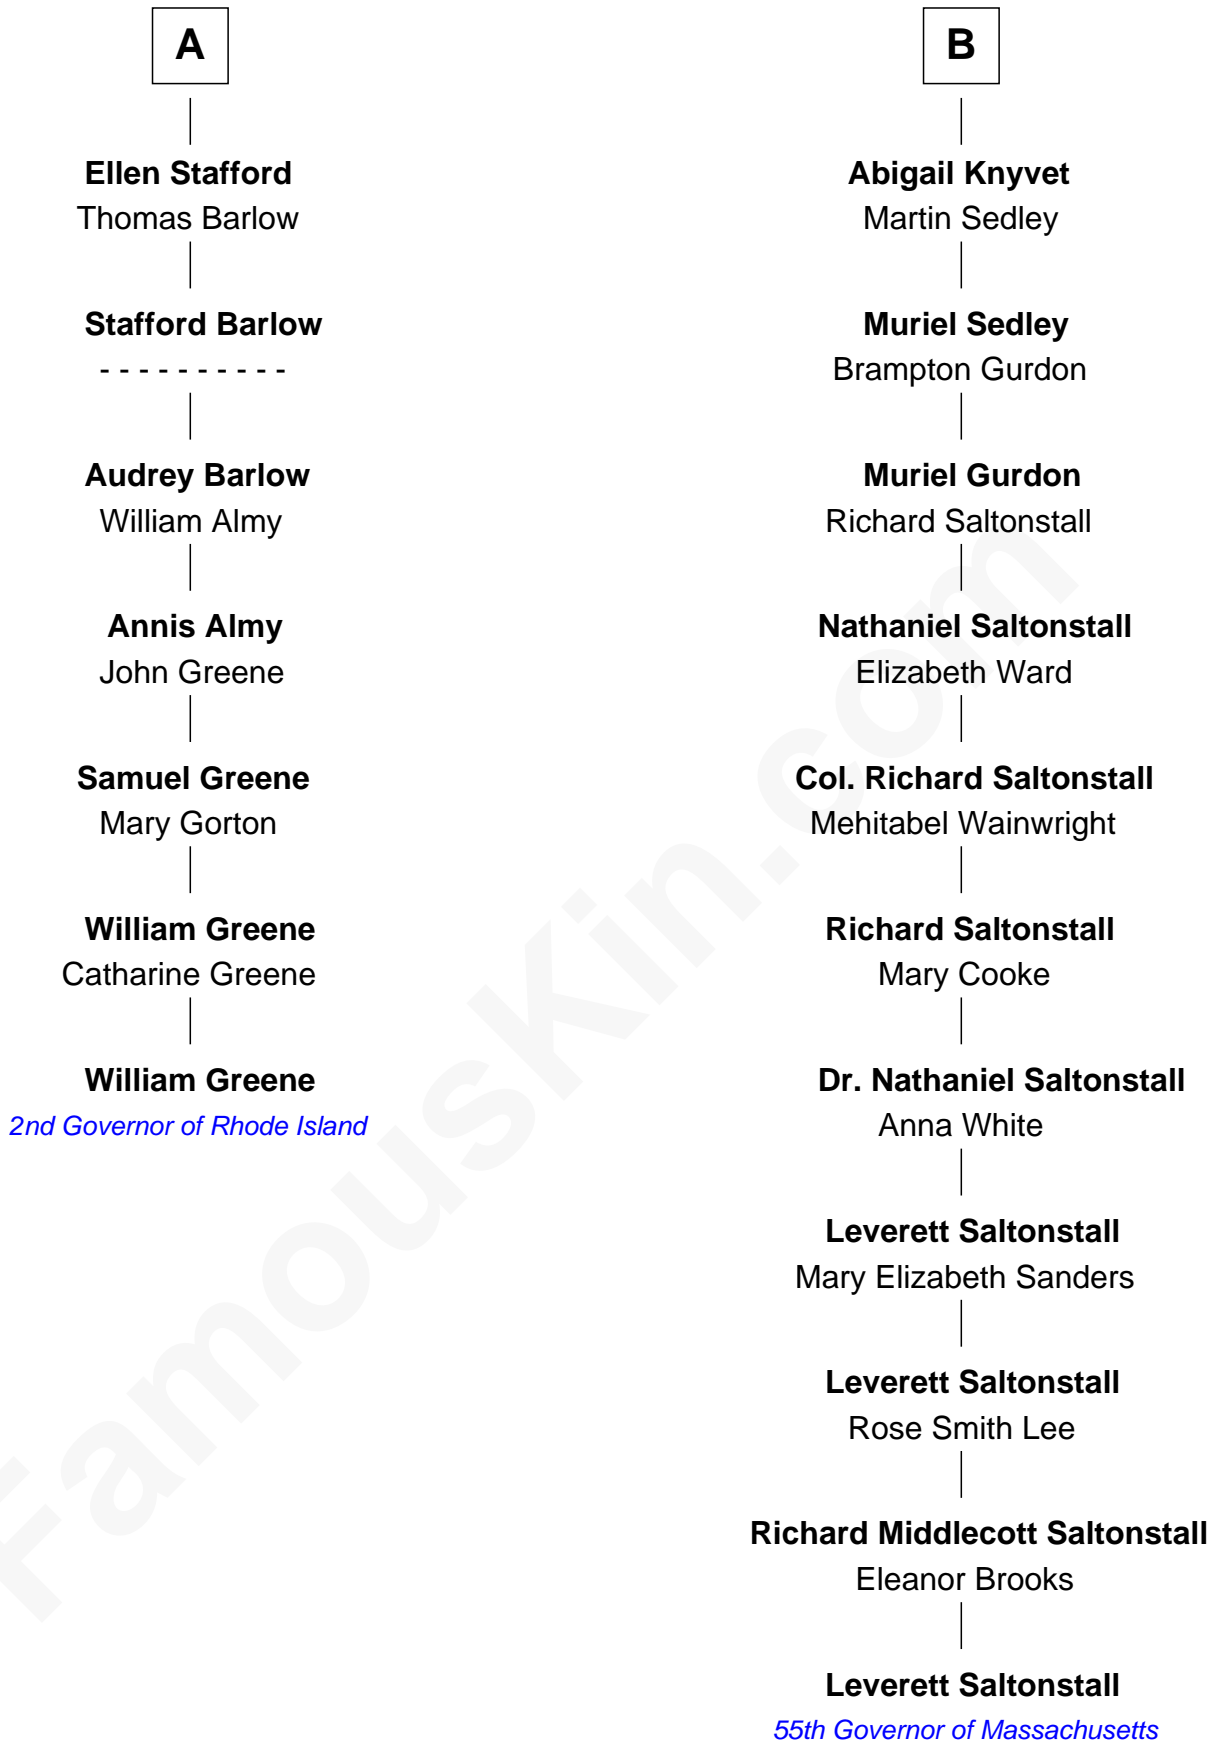 A
Ellen Stafford
Thomas Barlow
Stafford Barlow
- - - - - - - - - -
Audrey Barlow
William Almy
Annis Almy
John Greene
Samuel Greene
Mary Gorton
William Greene
Catharine Greene
William Greene
2nd Governor of Rhode Island
B
Abigail Knyvet
Martin Sedley
Muriel Sedley
Brampton Gurdon
Muriel Gurdon
Richard Saltonstall
Nathaniel Saltonstall
Elizabeth Ward
Col. Richard Saltonstall
Mehitabel Wainwright
Richard Saltonstall
Mary Cooke
Dr. Nathaniel Saltonstall
Anna White
Leverett Saltonstall
Mary Elizabeth Sanders
Leverett Saltonstall
Rose Smith Lee
Richard Middlecott Saltonstall
Eleanor Brooks
Leverett Saltonstall
55th Governor of Massachusetts
FamousKin.com